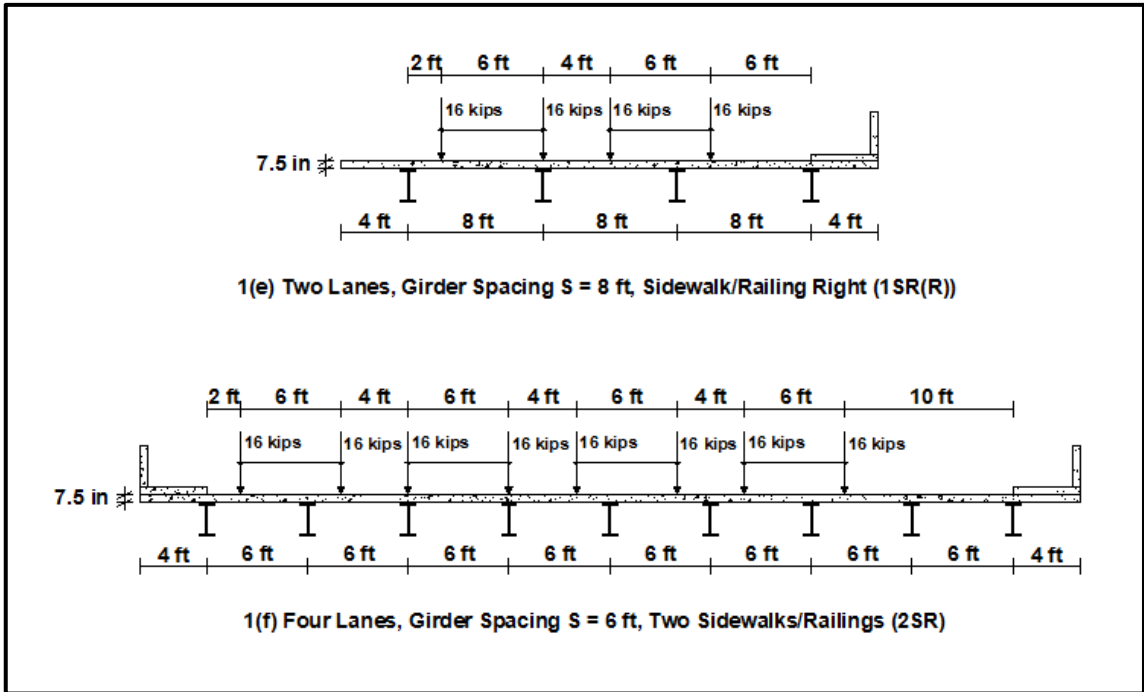 2 ft 6 ft 4 ft 6 ft 6 ft
16 kips 16 kips 16 kips 16 kips
7.5 in
4 ft 8 ft 8 ft 8 ft 4 ft
1(e) Two Lanes, Girder Spacing S = 8 ft, Sidewalk/Railing Right (1SR(R))
2 ft 6 ft 4 ft 6 ft 4 ft 6 ft 4 ft 6 ft 10 ft
16 kips 16 kips 16 kips 16 kips 16 kips 16 kips 16 kips 16 kips
7.5 in
4 ft 6 ft 6 ft 6 ft 6 ft 6 ft 6 ft 6 ft 6 ft 4 ft
1(f) Four Lanes, Girder Spacing S = 6 ft, Two Sidewalks/Railings (2SR)